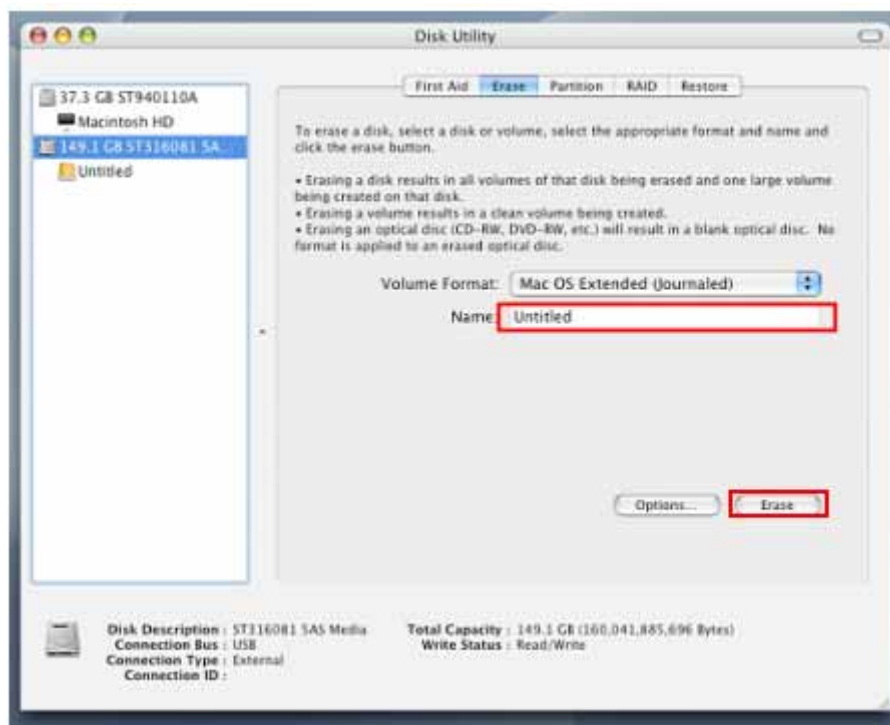 Disk Utility
37.3 GB ST940110A
Macintosh HD
149.1 GB ST316081 5A...
Untitled
First Aid Erase Partition RAID Restore
To erase a disk, select a disk or volume, select the appropriate format and name and
click the erase button.
• Erasing a disk results in all volumes of that disk being erased and one large volume
being created on that disk.
• Erasing a volume results in a clean volume being created.
• Erasing an optical disc (CD-RW, DVD-RW, etc.) will result in a blank optical disc. No
format is applied to an erased optical disc.
Volume Format: Mac OS Extended (Journaled)
Name: Untitled
Options... Erase
Disk Description : ST316081 5AS Media
Connection Bus : USB
Connection Type : External
Connection ID :
Total Capacity : 149.1 GB (160,041,885,696 Bytes)
Write Status : Read/Write